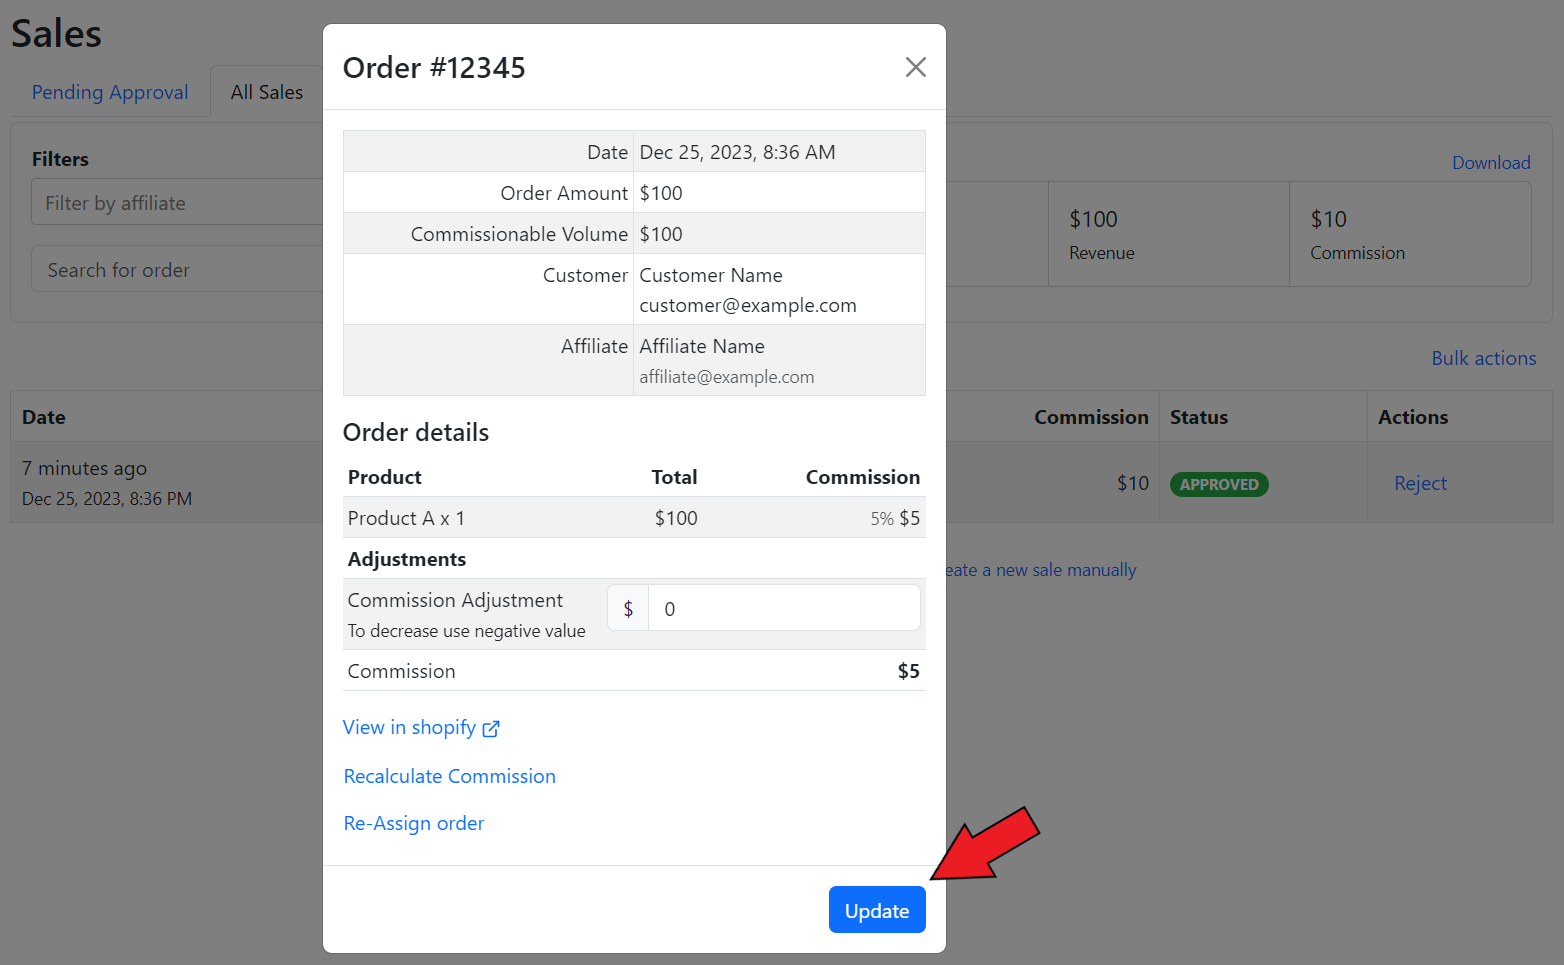 Sales
Pending Approval
All Sales
Filters
Filter by affiliate
Search for order
Download
$100
Revenue
$10
Commission
Bulk actions
Date
Commission
Status
Actions
7 minutes ago
Dec 25, 2023, 8:36 PM
$10
APPROVED
Reject
a new sale manually
Order #12345
Date Dec 25, 2023, 8:36 AM
Order Amount $100
Commissionable Volume $100
Customer Customer Name
customer@example.com
Affiliate Affiliate Name
affiliate@example.com
Order details
Product Total Commission
Product A x 1 $100 5% $5
Adjustments
Commission Adjustment $ 0
To decrease use negative value
Commission $5
View in shopify
Recalculate Commission
Re-Assign order
Update